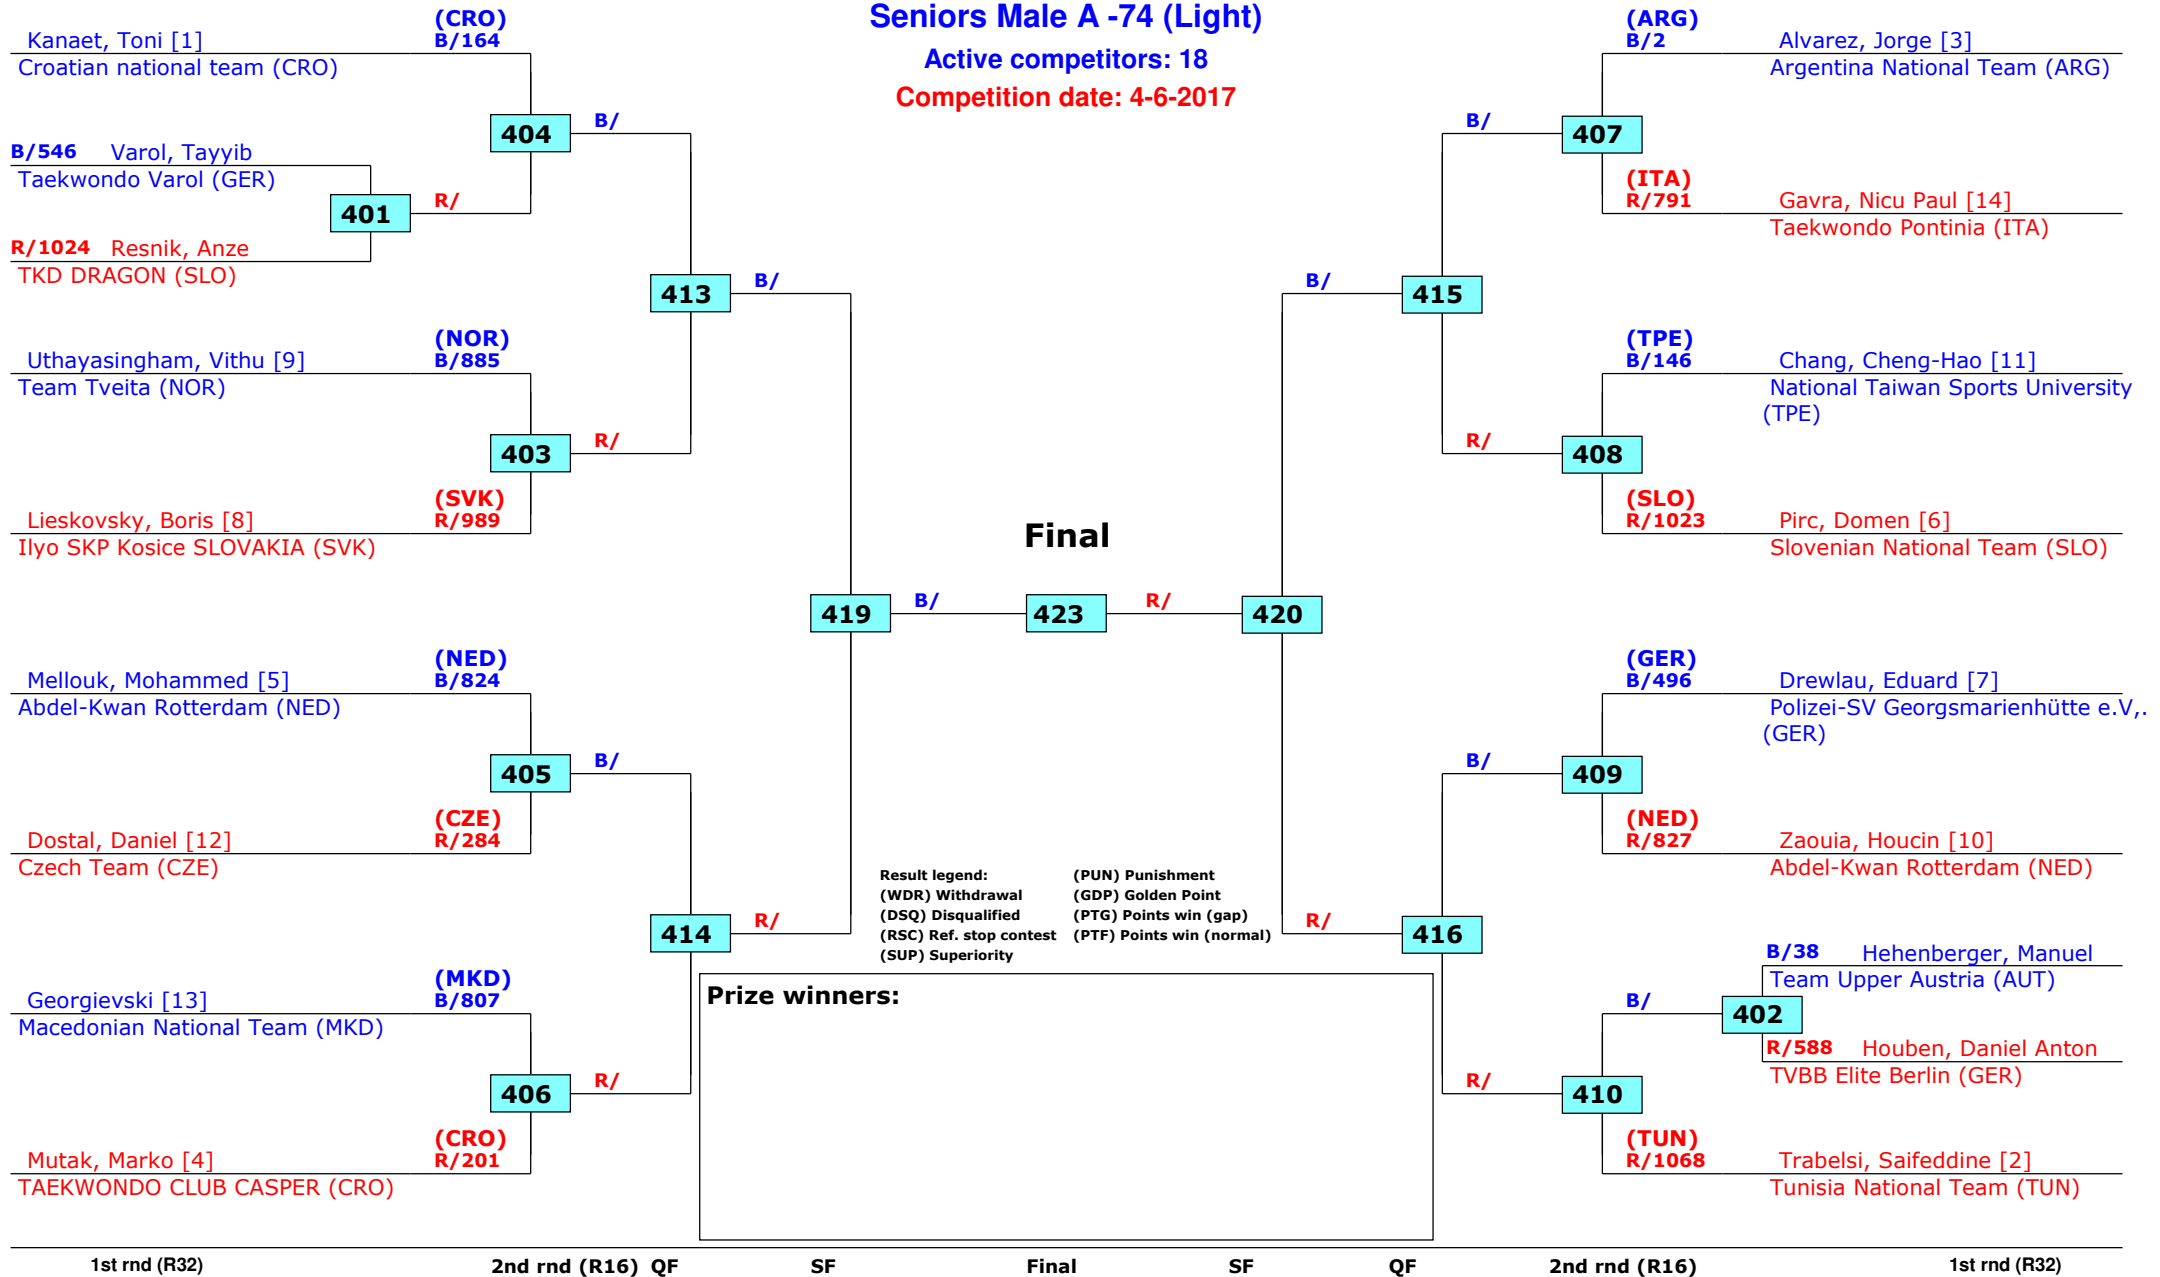 Seniors Male A -74 (Light)
Active competitors: 18
Competition date: 4-6-2017
(CRO)
Kanaet, Toni [1] B/164
Croatian national team (CRO)
404
B/
B/546 Varol, Tayyib
Taekwondo Varol (GER)
401
R/
R/1024 Resnik, Anze
TKD DRAGON (SLO)
413
B/
(NOR)
Uthayasingham, Vithu [9] B/885
Team Tveita (NOR)
403
R/
(SVK)
Lieskovsky, Boris [8] R/989
Ilyo SKP Kosice SLOVAKIA (SVK)
419
B/
(NED)
Mellouk, Mohammed [5] B/824
Abdel-Kwan Rotterdam (NED)
405
B/
(CZE)
Dostal, Daniel [12] R/284
Czech Team (CZE)
414
R/
(MKD)
Georgievski [13] B/807
Macedonian National Team (MKD)
406
R/
(CRO)
Mutak, Marko [4] R/201
TAEKWONDO CLUB CASPER (CRO)
Final
423
R/
(ARG)
B/2 Alvarez, Jorge [3]
Argentina National Team (ARG)
B/
407
(ITA)
R/791 Gavra, Nicu Paul [14]
Taekwondo Pontinia (ITA)
B/
415
(TPE)
B/146 Chang, Cheng-Hao [11]
National Taiwan Sports University
(TPE)
R/
408
(SLO)
R/1023 Pirc, Domen [6]
Slovenian National Team (SLO)
420
(GER)
B/496 Drewlau, Eduard [7]
Polizei-SV Georgsmarienhütte e.V,.
(GER)
B/
409
(NED)
R/827 Zaouia, Houcin [10]
Abdel-Kwan Rotterdam (NED)
R/
416
B/38 Hehenberger, Manuel
Team Upper Austria (AUT)
B/
402
R/588 Houben, Daniel Anton
TVBB Elite Berlin (GER)
R/
410
(TUN)
R/1068 Trabelsi, Saifeddine [2]
Tunisia National Team (TUN)
Result legend: (PUN) Punishment
(WDR) Withdrawal (GDP) Golden Point
(DSQ) Disqualified (PTG) Points win (gap)
(RSC) Ref. stop contest (PTF) Points win (normal)
(SUP) Superiority
Prize winners:
1st rnd (R32) 2nd rnd (R16) QF SF Final SF QF 2nd rnd (R16) 1st rnd (R32)